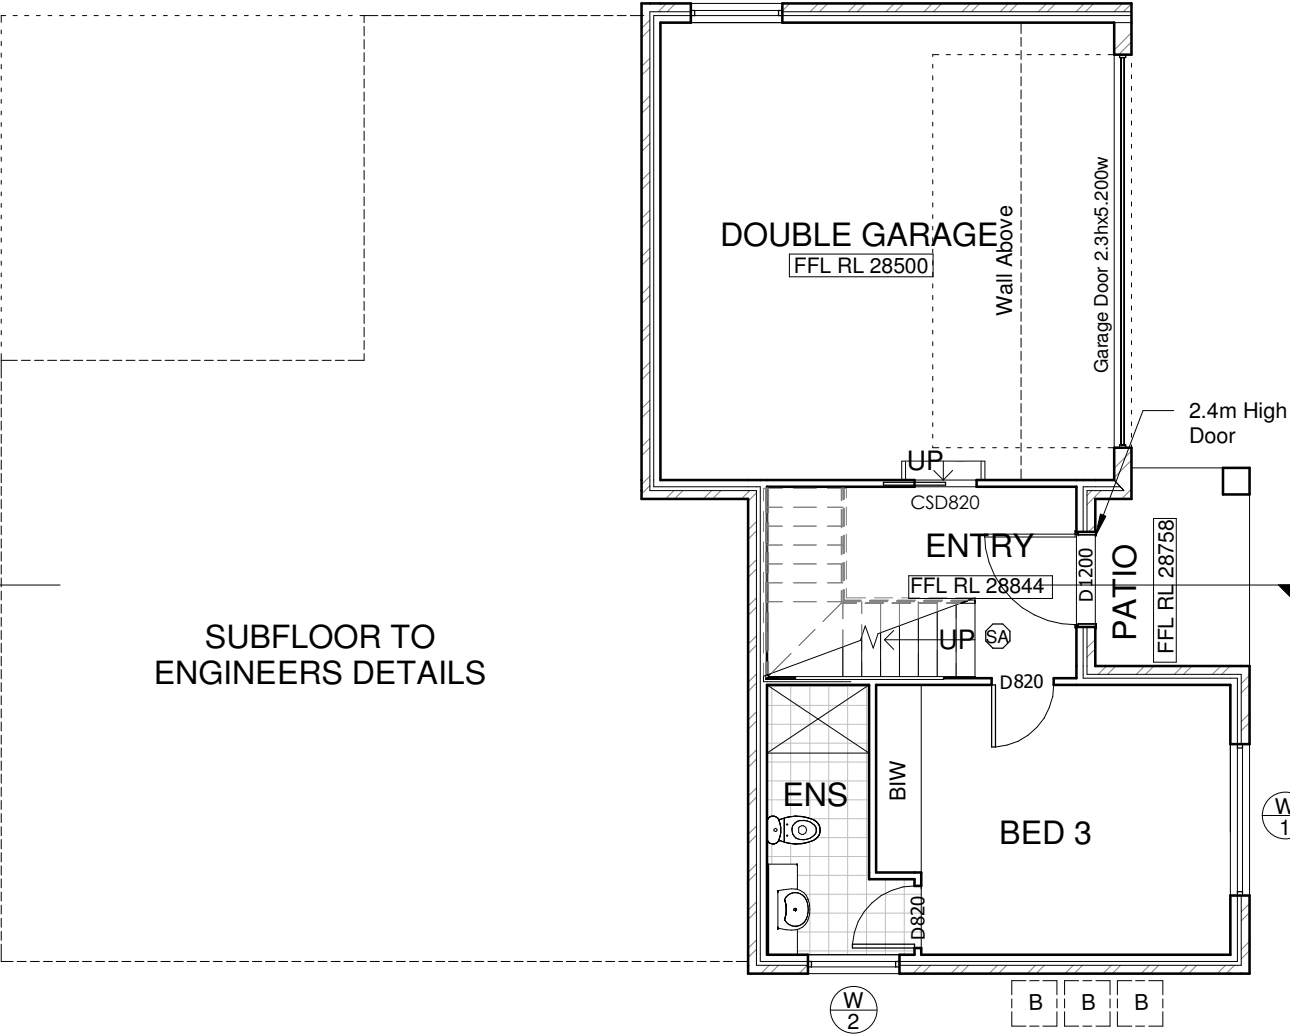 DOUBLE GARAGE
FFL RL 28500
Wall Above
Garage Door 2.3hx5.200w
2.4m High
Door
UP
CSD820
ENTRY
FFL RL 28844
D1200
PATIO
FFL RL 28758
UP
SA
D820
SUBFLOOR TO
ENGINEERS DETAILS
ENS
BIW
BED 3
D820
W
1
W
2
B
B
B